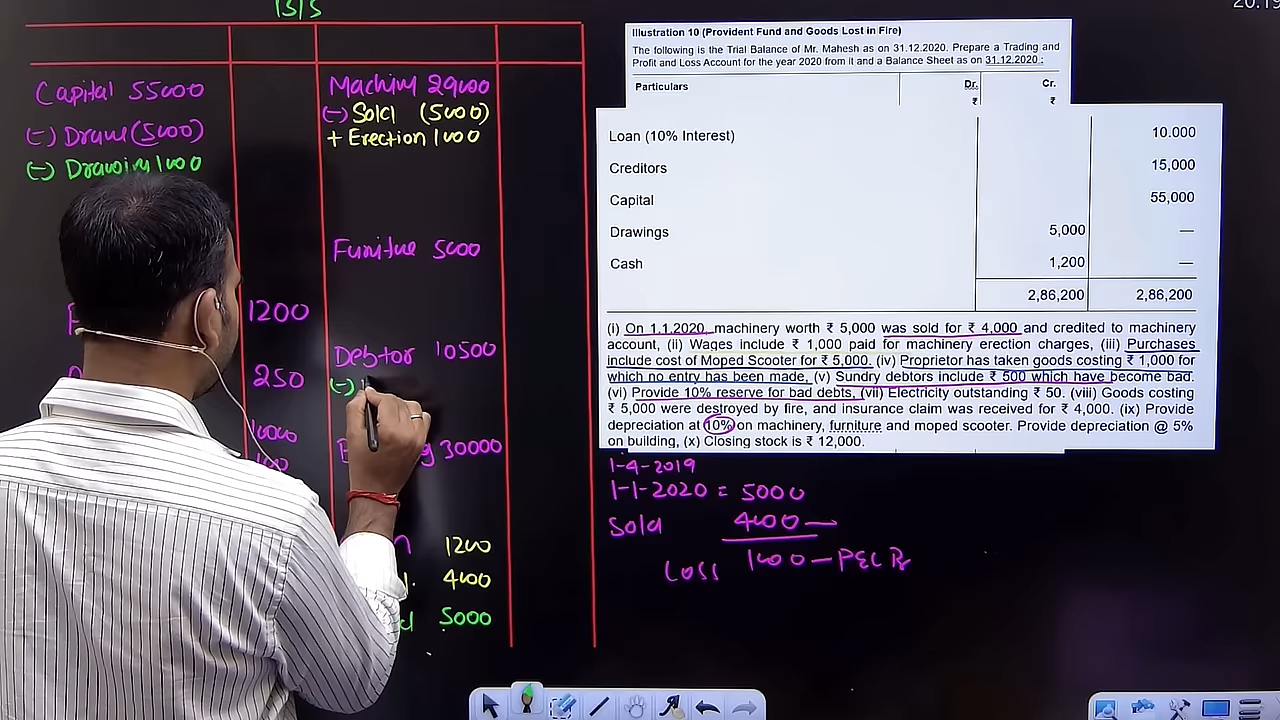 20:19
B/S
Capital 55000
(-) Draw (5000)
(-) Drawing 1000
1200
250
10000
Machiny 29000
(-) Sold (5000)
+ Erection 1000
Furnitue 5000
Debtor 10500
(-)
30000
1200
4000
5000
Illustration 10 (Provident Fund and Goods Lost in Fire)
The following is the Trial Balance of Mr. Mahesh as on 31.12.2020. Prepare a Trading and
Profit and Loss Account for the year 2020 from it and a Balance Sheet as on 31.12.2020 :
Particulars Dr. Cr.
₹ ₹
Loan (10% Interest) 10.000
Creditors 15,000
Capital 55,000
Drawings 5,000 —
Cash 1,200 —
2,86,200 2,86,200
(i) On 1.1.2020, machinery worth ₹ 5,000 was sold for ₹ 4,000 and credited to machinery
account, (ii) Wages include ₹ 1,000 paid for machinery erection charges, (iii) Purchases
include cost of Moped Scooter for ₹ 5,000. (iv) Proprietor has taken goods costing ₹ 1,000 for
which no entry has been made, (v) Sundry debtors include ₹ 500 which have become bad.
(vi) Provide 10% reserve for bad debts, (vii) Electricity outstanding ₹ 50. (viii) Goods costing
₹ 5,000 were destroyed by fire, and insurance claim was received for ₹ 4,000. (ix) Provide
depreciation at 10% on machinery, furniture and moped scooter. Provide depreciation @ 5%
on building, (x) Closing stock is ₹ 12,000.
1-4-2019
1-1-2020 = 5000
Sold 4000
Loss 1000 – P&L Dr